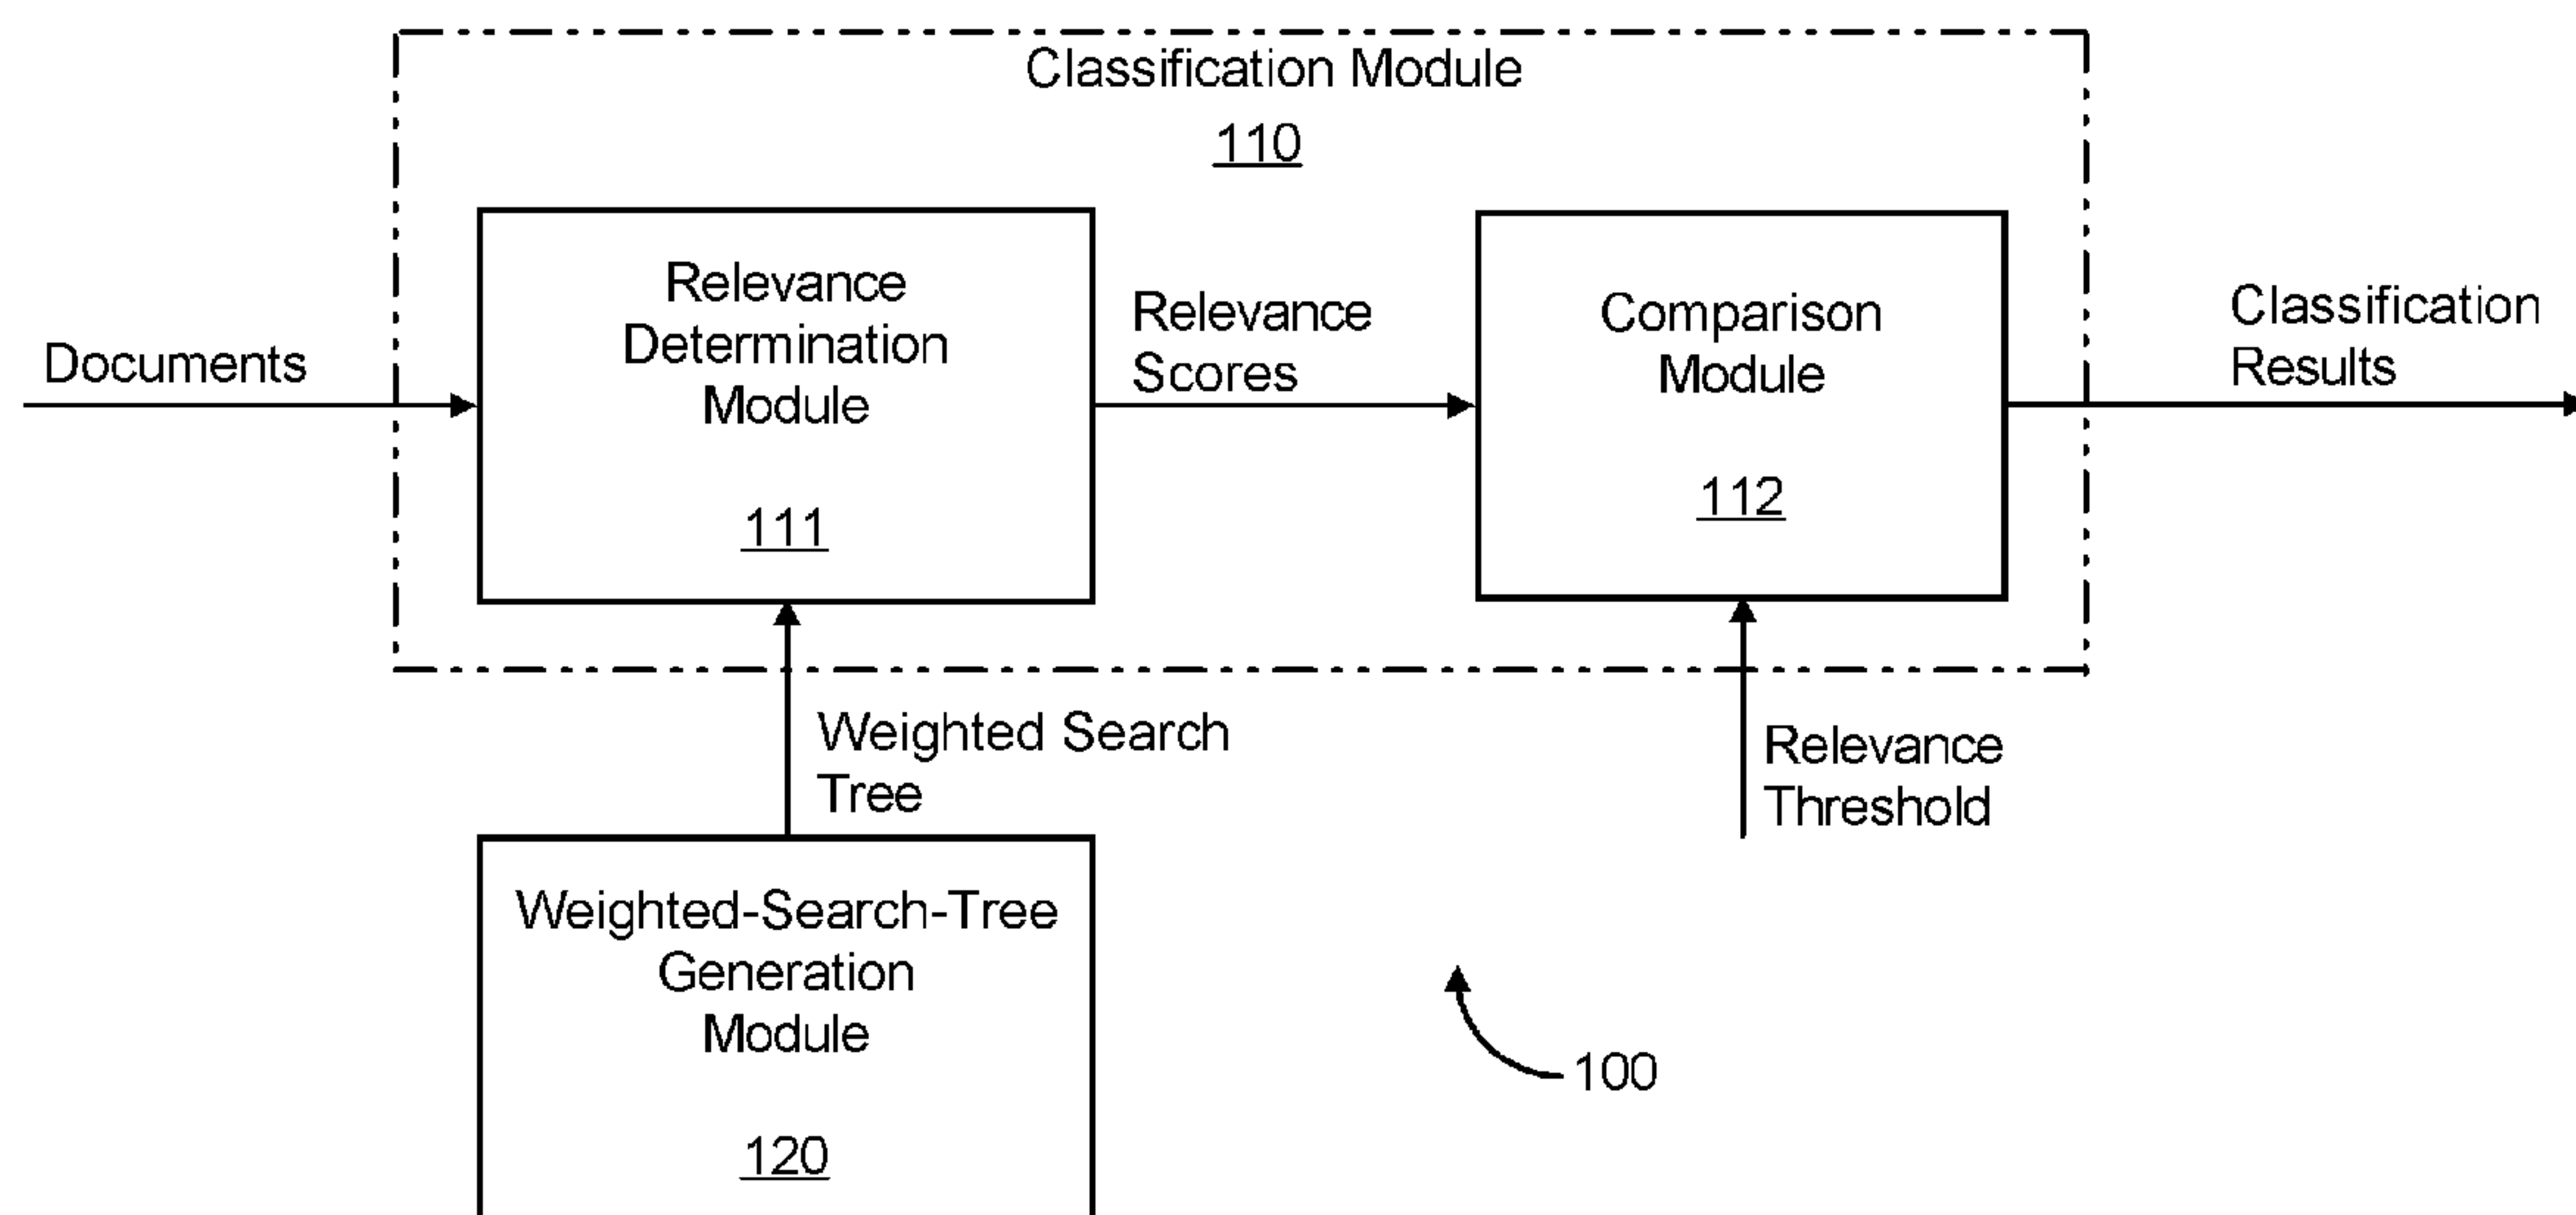 Classification Module
110
Documents
Relevance
Determination
Module
111
Relevance
Scores
Comparison
Module
112
Classification
Results
Weighted Search
Tree
Relevance
Threshold
Weighted-Search-Tree
Generation
Module
120
100